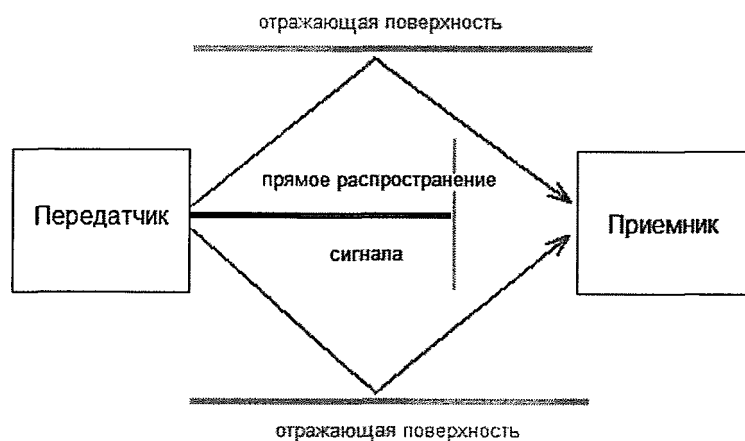 отражающая поверхность
прямое распространение
Передатчик
Приемник
сигнала
отражающая поверхность